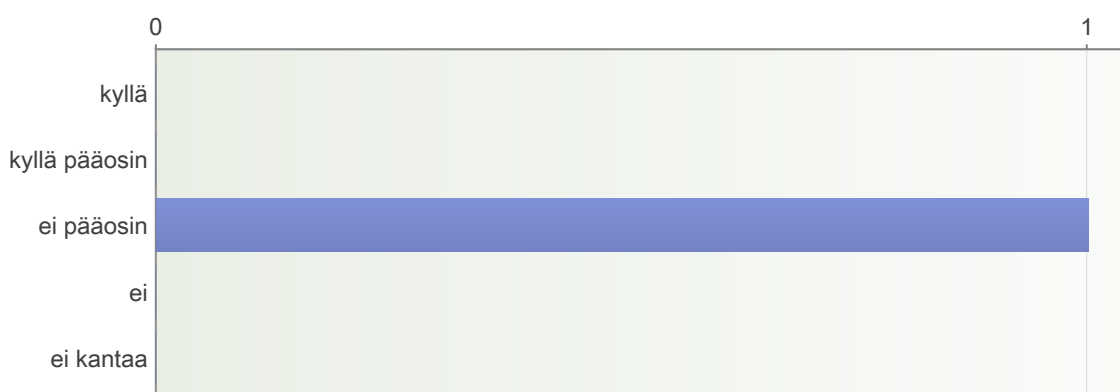 0 1
kyllä
kyllä pääosin
ei pääosin
ei
ei kantaa